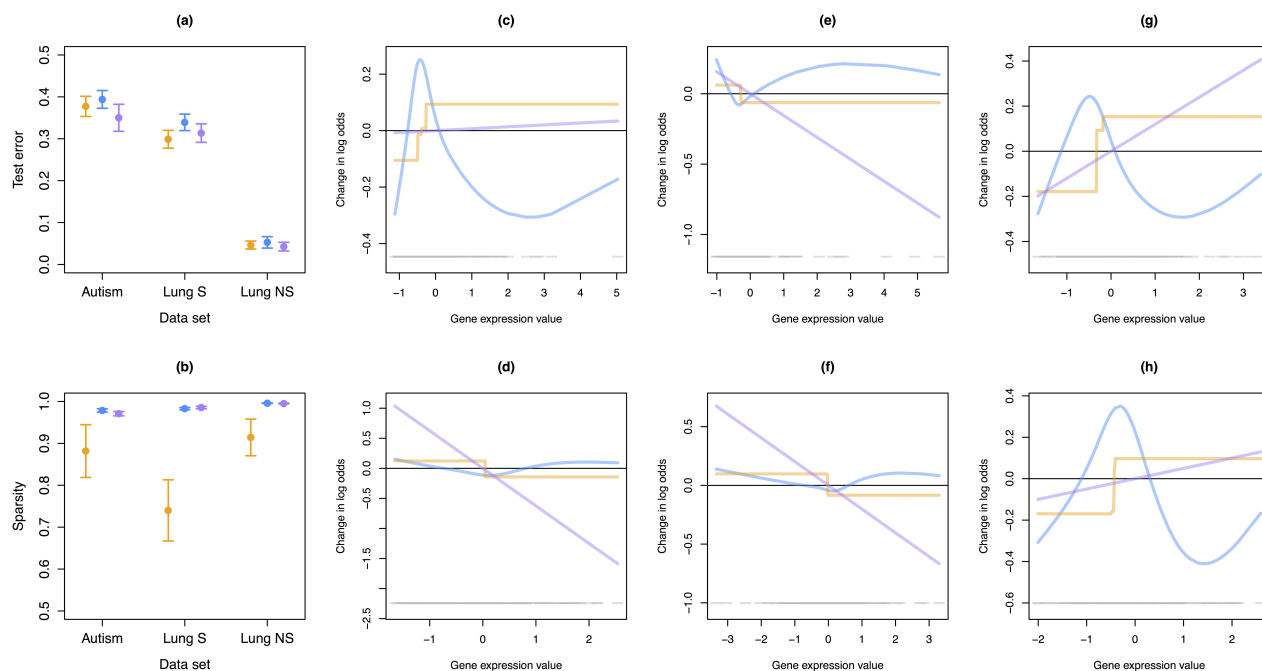 (a)
Test error
0.5
0.4
0.3
0.2
0.1
0.0
Autism Lung S Lung NS
Data set
(c)
Change in log odds
0.2
0.0
−0.2
−0.4
−1 0 1 2 3 4 5
Gene expression value
(e)
Change in log odds
0.0
−0.5
−1.0
−1 0 1 2 3 4 5
Gene expression value
(g)
Change in log odds
0.4
0.2
0.0
−0.2
−0.4
−1 0 1 2 3
Gene expression value
(b)
Sparsity
1.0
0.9
0.8
0.7
0.6
0.5
Autism Lung S Lung NS
Data set
(d)
Change in log odds
1.0
0.5
0.0
−0.5
−1.5
−2.5
−1 0 1 2
Gene expression value
(f)
Change in log odds
0.5
0.0
−0.5
−1.0
−3 −2 −1 0 1 2 3
Gene expression value
(h)
Change in log odds
0.4
0.2
0.0
−0.2
−0.4
−0.6
−2 −1 0 1 2
Gene expression value